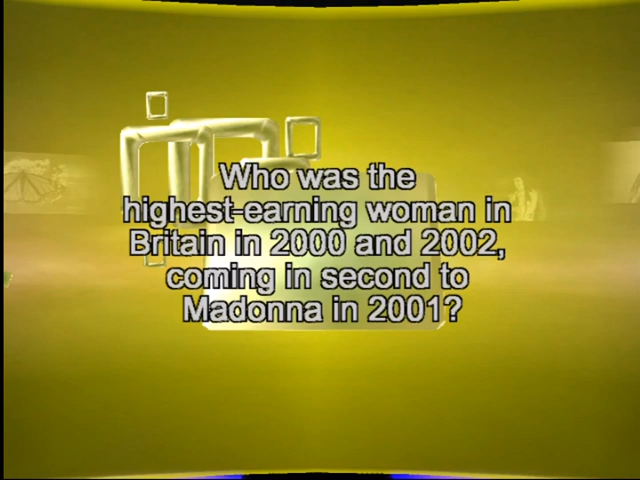 Who was the
highest-earning woman in
Britain in 2000 and 2002,
coming in second to
Madonna in 2001?